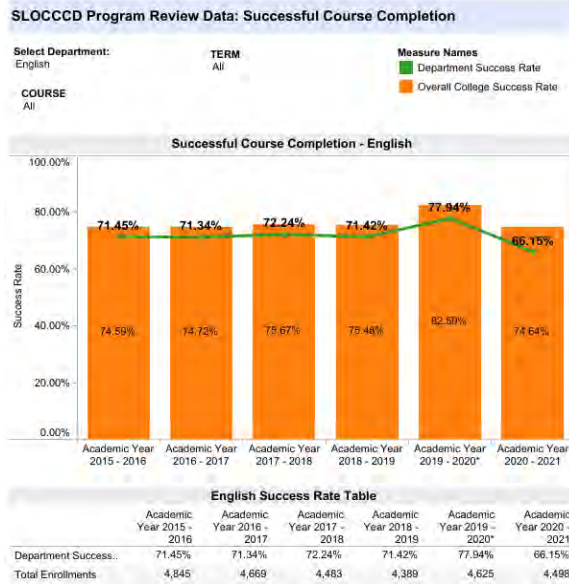 SLOCCCD Program Review Data: Successful Course Completion
Select Department:
English
TERM
All
Measure Names
Department Success Rate
Overall College Success Rate
COURSE
All
Successful Course Completion - English
Success Rate
100.00%
80.00%
60.00%
40.00%
20.00%
0.00%
71.45% 71.34% 72.24% 71.42% 77.94% 66.15%
74.59% 74.72% 75.67% 75.48% 82.59% 74.64%
Academic Year 2015 - 2016
Academic Year 2016 - 2017
Academic Year 2017 - 2018
Academic Year 2018 - 2019
Academic Year 2019 - 2020*
Academic Year 2020 - 2021
English Success Rate Table
Academic Year 2015 - 2016
Academic Year 2016 - 2017
Academic Year 2017 - 2018
Academic Year 2018 - 2019
Academic Year 2019 – 2020*
Academic Year 2020 - 2021
Department Success.. 71.45% 71.34% 72.24% 71.42% 77.94% 66.15%
Total Enrollments 4,845 4,669 4,483 4,389 4,625 4,498